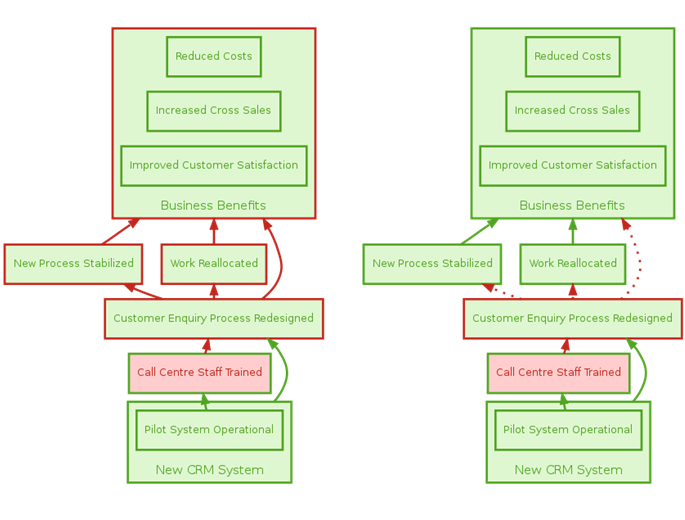 Reduced Costs
Increased Cross Sales
Improved Customer Satisfaction
Business Benefits
New Process Stabilized
Work Reallocated
Customer Enquiry Process Redesigned
Call Centre Staff Trained
Pilot System Operational
New CRM System
Reduced Costs
Increased Cross Sales
Improved Customer Satisfaction
Business Benefits
New Process Stabilized
Work Reallocated
Customer Enquiry Process Redesigned
Call Centre Staff Trained
Pilot System Operational
New CRM System